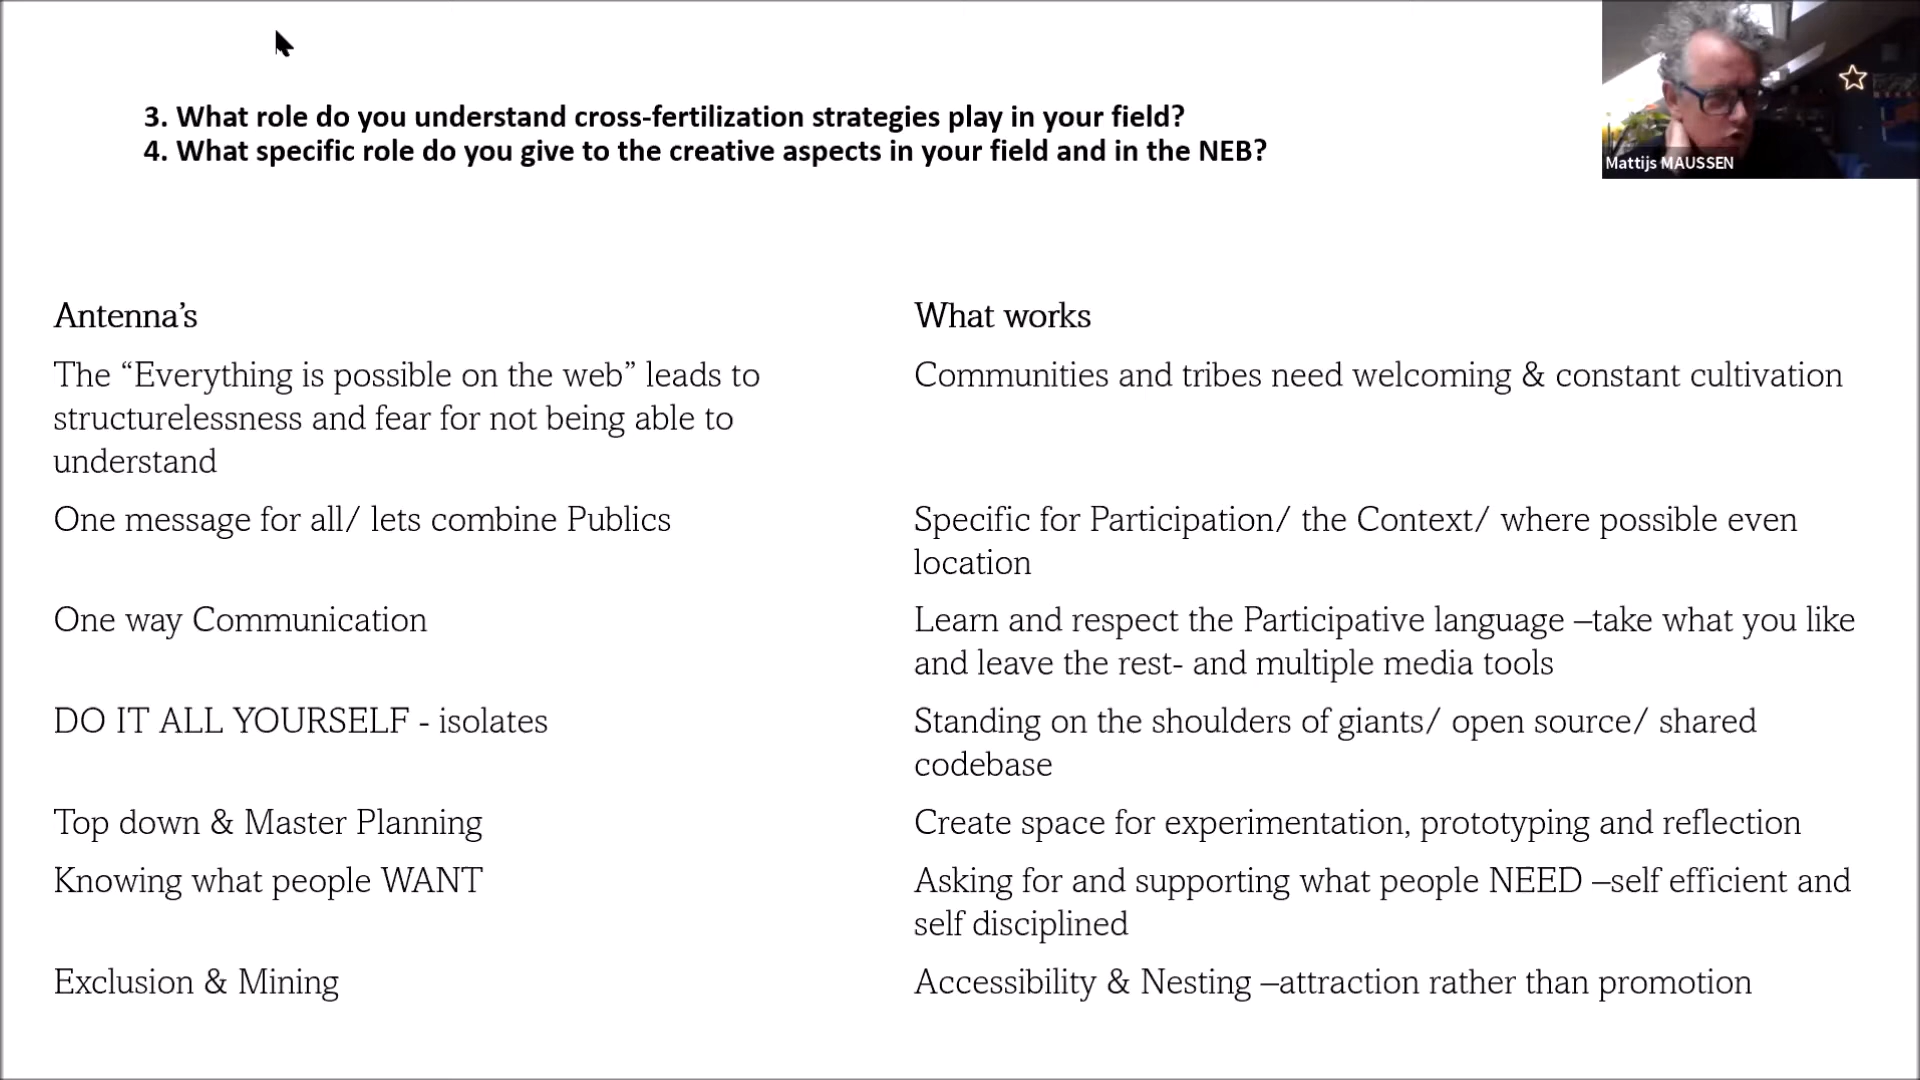 3. What role do you understand cross-fertilization strategies play in your field?
4. What specific role do you give to the creative aspects in your field and in the NEB?
Mattijs MAUSSEN
Antenna’s
The “Everything is possible on the web” leads to
structurelessness and fear for not being able to
understand
One message for all/ lets combine Publics
One way Communication
DO IT ALL YOURSELF - isolates
Top down & Master Planning
Knowing what people WANT
Exclusion & Mining
What works
Communities and tribes need welcoming & constant cultivation
Specific for Participation/ the Context/ where possible even
location
Learn and respect the Participative language –take what you like
and leave the rest- and multiple media tools
Standing on the shoulders of giants/ open source/ shared
codebase
Create space for experimentation, prototyping and reflection
Asking for and supporting what people NEED –self efficient and
self disciplined
Accessibility & Nesting –attraction rather than promotion